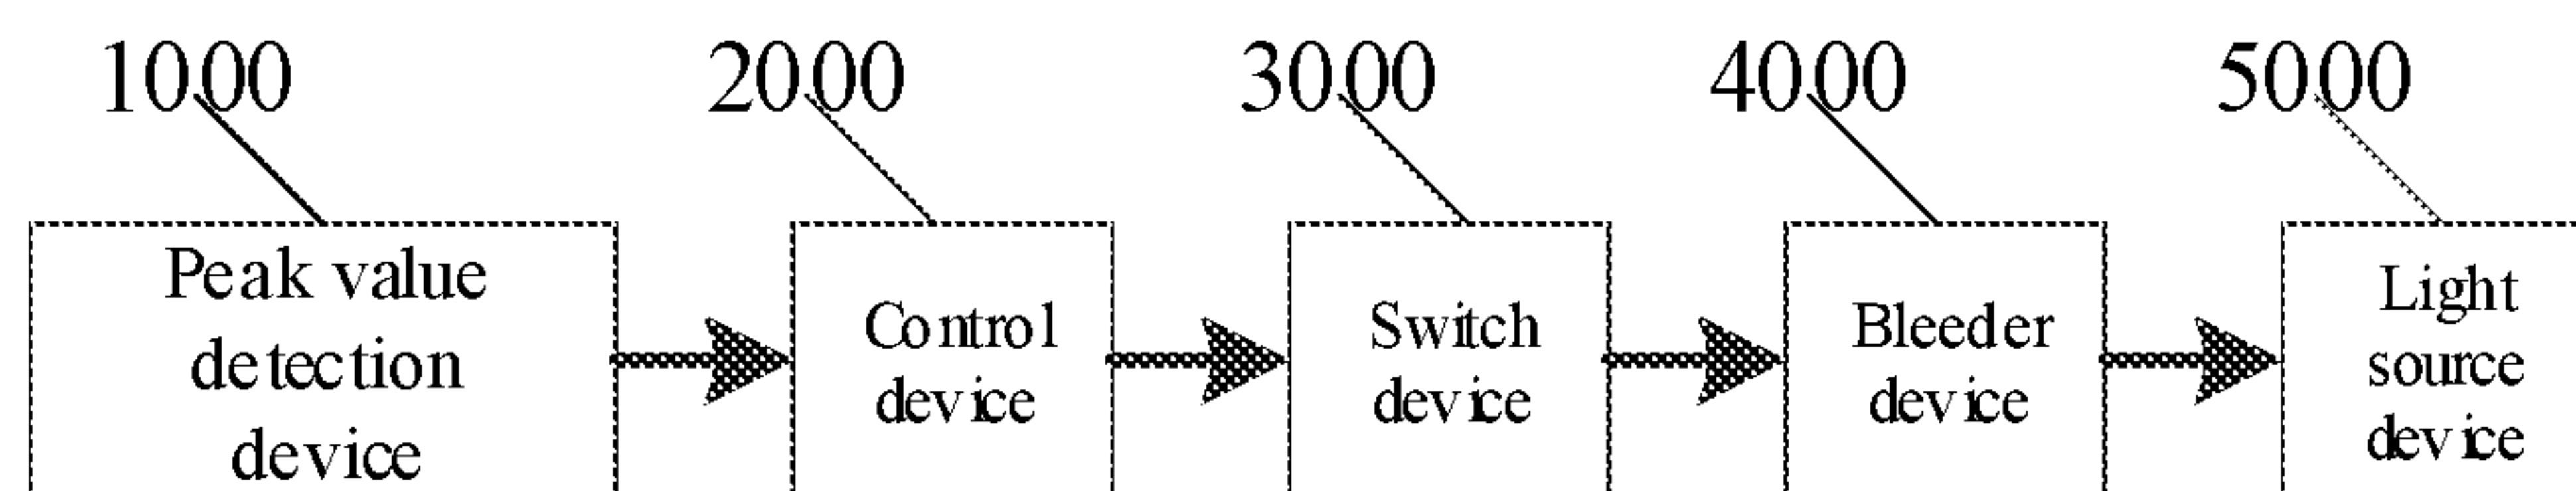 1000 2000 3000 4000 5000
Peak value
detection
device
Control
device
Switch
device
Bleeder
device
Light
source
device